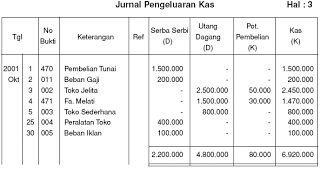 Jurnal Pengeluaran Kas Hal : 3
Tgl No Bukti Keterangan Ref Serba Serbi (D) Utang Dagang (D) Pot. Pembelian (K) Kas (K)
2001 1 470 Pembelian Tunai 1.500.000 - - 1.500.000
Okt 2 011 Beban Gaji 200.000 - - 200.000
3 002 Toko Jelita - 2.500.000 50.000 2.450.000
4 471 Fa. Melati - 1.500.000 30.000 1.470.000
5 003 Toko Sederhana - 800.000 - 800.000
25 004 Peralatan Toko 400.000 - - 400.000
30 005 Beban Iklan 100.000 - - 100.000
2.200.000 4.800.000 80.000 6.920.000